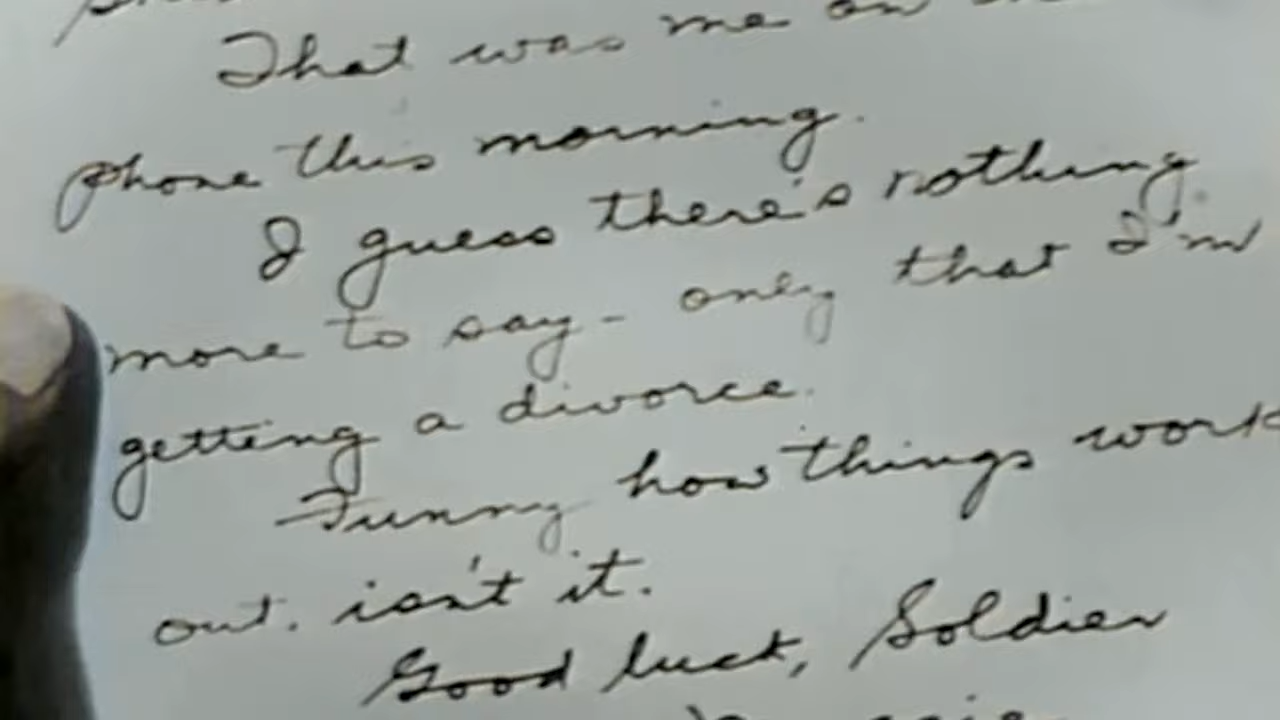 That was me on
phone this morning.
I guess there's nothing
more to say - only that I'm
getting a divorce.
Funny how things work
out. isn't it.
Good luck, Soldier